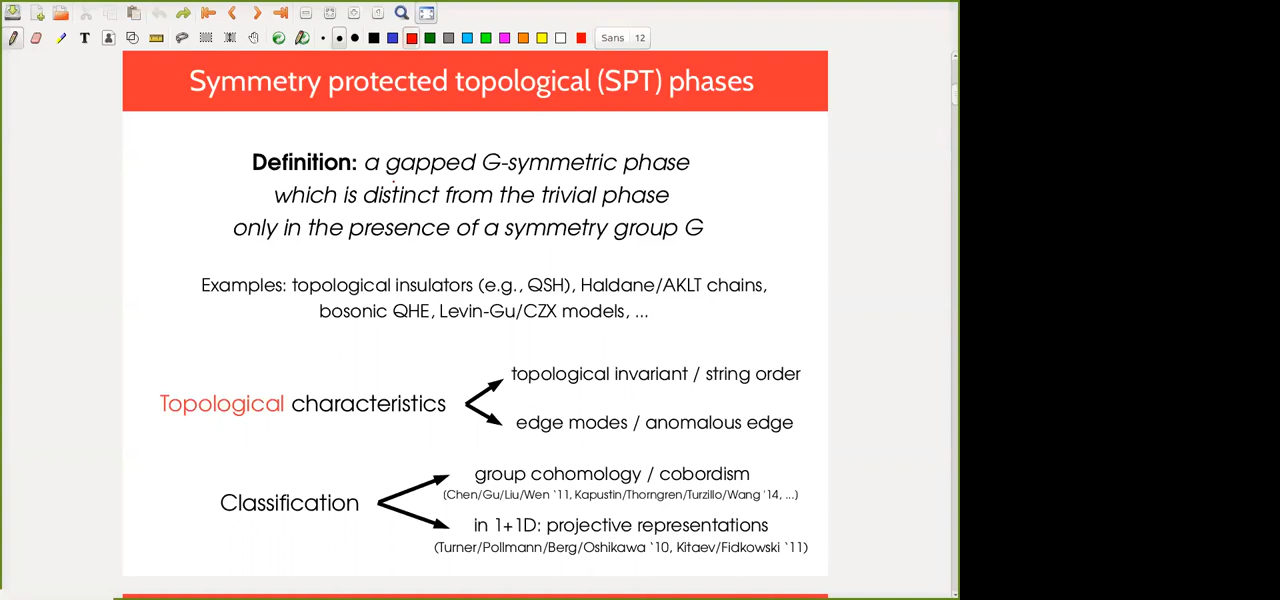 Sans 12
Symmetry protected topological (SPT) phases
Definition: a gapped G-symmetric phase
which is distinct from the trivial phase
only in the presence of a symmetry group G
Examples: topological insulators (e.g., QSH), Haldane/AKLT chains,
bosonic QHE, Levin-Gu/CZX models, ...
Topological characteristics
topological invariant / string order
edge modes / anomalous edge
Classification
group cohomology / cobordism
(Chen/Gu/Liu/Wen `11, Kapustin/Thorngren/Turzillo/Wang '14, ...)
in 1+1D: projective representations
(Turner/Pollmann/Berg/Oshikawa `10, Kitaev/Fidkowski `11)